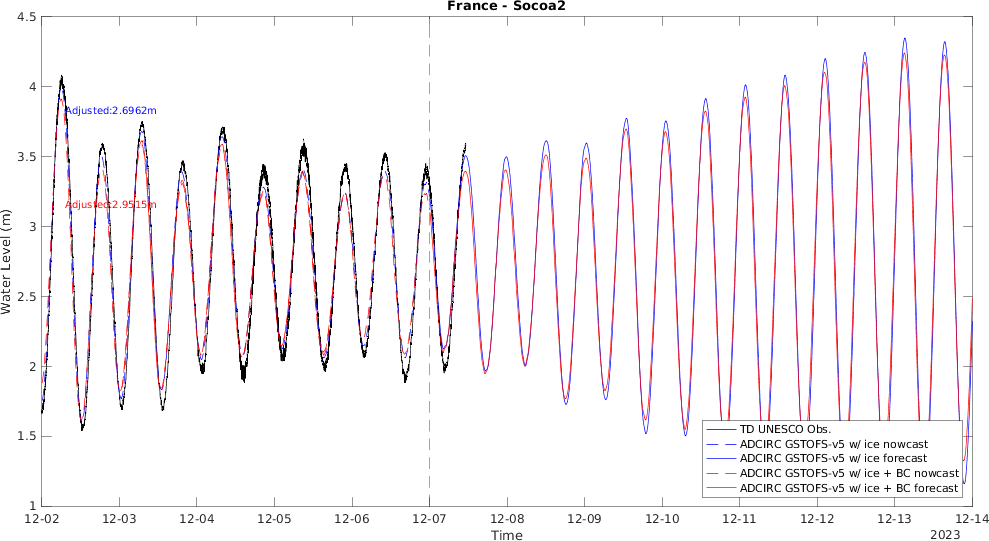 France - Socoa2
4.5
4
3.5
3
2.5
2
1.5
1
Water Level (m)
Adjusted:2.6962m
Adjusted:2.9515m
TD UNESCO Obs.
ADCIRC GSTOFS-v5 w/ ice nowcast
ADCIRC GSTOFS-v5 w/ ice forecast
ADCIRC GSTOFS-v5 w/ ice + BC nowcast
ADCIRC GSTOFS-v5 w/ ice + BC forecast
12-02 12-03 12-04 12-05 12-06 12-07 12-08 12-09 12-10 12-11 12-12 12-13 12-14
Time
2023